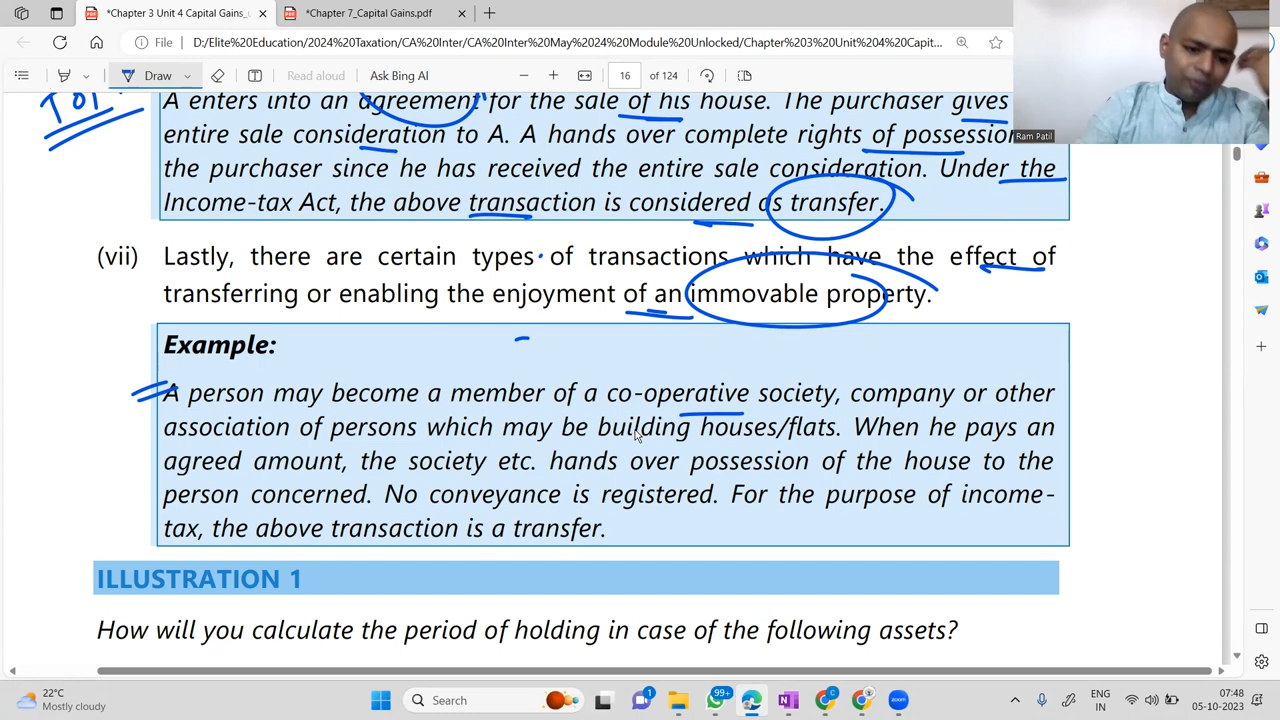 *Chapter 3 Unit 4 Capital Gains_
*Chapter 7_Capital Gains.pdf
File
D:/Elite%20Education/2024%20Taxation/CA%20Inter/CA%20Inter%20May%202024%20Module%20Unlocked/Chapter%203%20Unit%204%20Capit...
Draw
Read aloud
Ask Bing AI
16 of 124
TOP
A enters into an agreement for the sale of his house. The purchaser gives
entire sale consideration to A. A hands over complete rights of possession
the purchaser since he has received the entire sale consideration. Under the
Income-tax Act, the above transaction is considered as transfer.
(vii) Lastly, there are certain types of transactions which have the effect of
transferring or enabling the enjoyment of an immovable property.
Example:
A person may become a member of a co-operative society, company or other
association of persons which may be building houses/flats. When he pays an
agreed amount, the society etc. hands over possession of the house to the
person concerned. No conveyance is registered. For the purpose of income-
tax, the above transaction is a transfer.
ILLUSTRATION 1
How will you calculate the period of holding in case of the following assets?
Ram Patil
22°C
Mostly cloudy
Search
1
99+
ENG
IN
07:48
05-10-2023